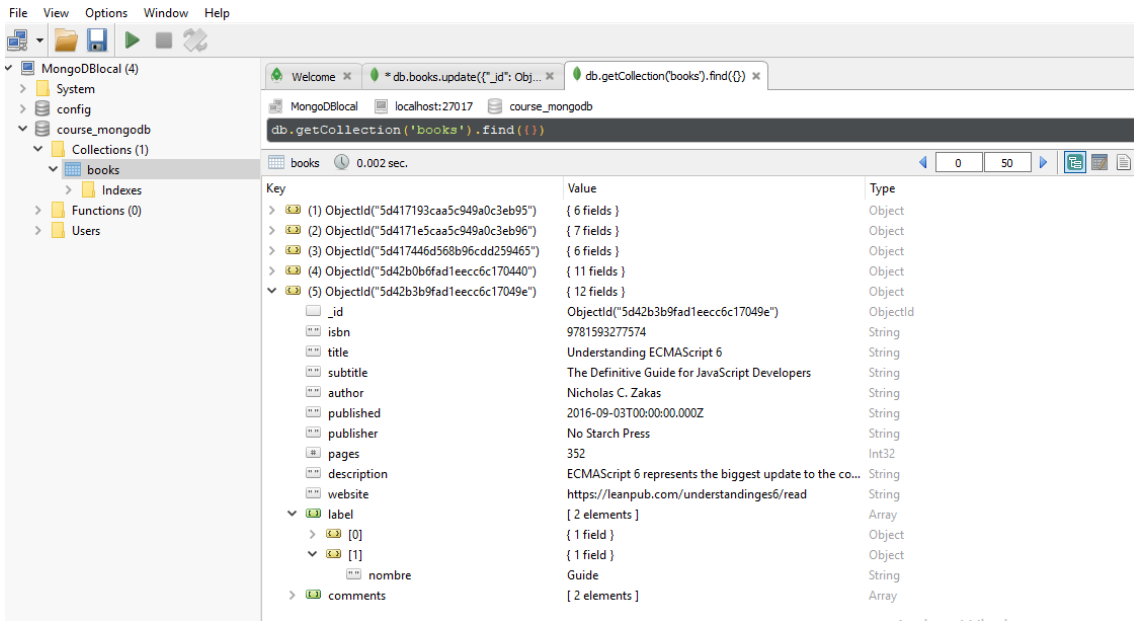 File View Options Window Help
MongoDBlocal (4)
System
config
course_mongodb
Collections (1)
books
Indexes
Functions (0)
Users
Welcome
* db.books.update({"_id": Obj...
db.getCollection('books').find({})
MongoDBlocal localhost:27017 course_mongodb
db.getCollection('books').find({})
books 0.002 sec. 0 50
Key Value Type
(1) ObjectId("5d417193caa5c949a0c3eb95") { 6 fields } Object
(2) ObjectId("5d4171e5caa5c949a0c3eb96") { 7 fields } Object
(3) ObjectId("5d417446d568b96cdd259465") { 6 fields } Object
(4) ObjectId("5d42b0b6fad1eecc6c170440") { 11 fields } Object
(5) ObjectId("5d42b3b9fad1eecc6c17049e") { 12 fields } Object
_id ObjectId("5d42b3b9fad1eecc6c17049e") ObjectId
isbn 9781593277574 String
title Understanding ECMAScript 6 String
subtitle The Definitive Guide for JavaScript Developers String
author Nicholas C. Zakas String
published 2016-09-03T00:00:00.000Z String
publisher No Starch Press String
pages 352 Int32
description ECMAScript 6 represents the biggest update to the co... String
website https://leanpub.com/understandinges6/read String
label [ 2 elements ] Array
[0] { 1 field } Object
[1] { 1 field } Object
nombre Guide String
comments [ 2 elements ] Array